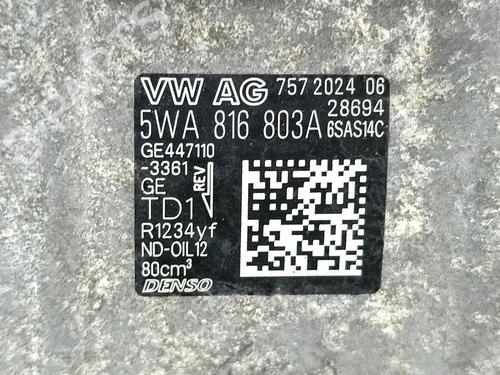 VW AG 757 2024 06
28694
5WA 816 803A 6SAS14C
GE447110
-3361
GE
REV
TD1
R1234yf
ND-OIL12
80cm³
DENSO